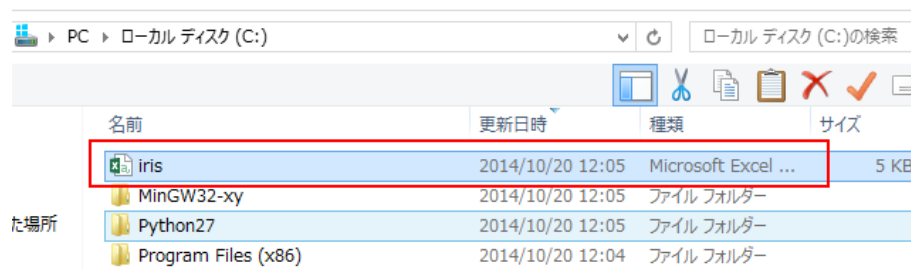 PC ▸ ローカル ディスク (C:) ローカル ディスク (C:)の検索
名前 更新日時 種類 サイズ
iris 2014/10/20 12:05 Microsoft Excel ... 5 KB
MinGW32-xy 2014/10/20 12:05 ファイル フォルダー
た場所 Python27 2014/10/20 12:05 ファイル フォルダー
Program Files (x86) 2014/10/20 12:04 ファイル フォルダー